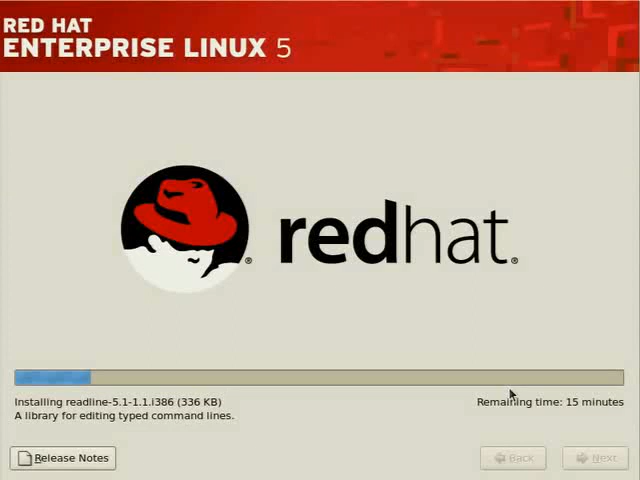 RED HAT
ENTERPRISE LINUX 5
redhat
Installing readline-5.1-1.1.i386 (336 KB)
Remaining time: 15 minutes
A library for editing typed command lines.
Release Notes
Back
Next